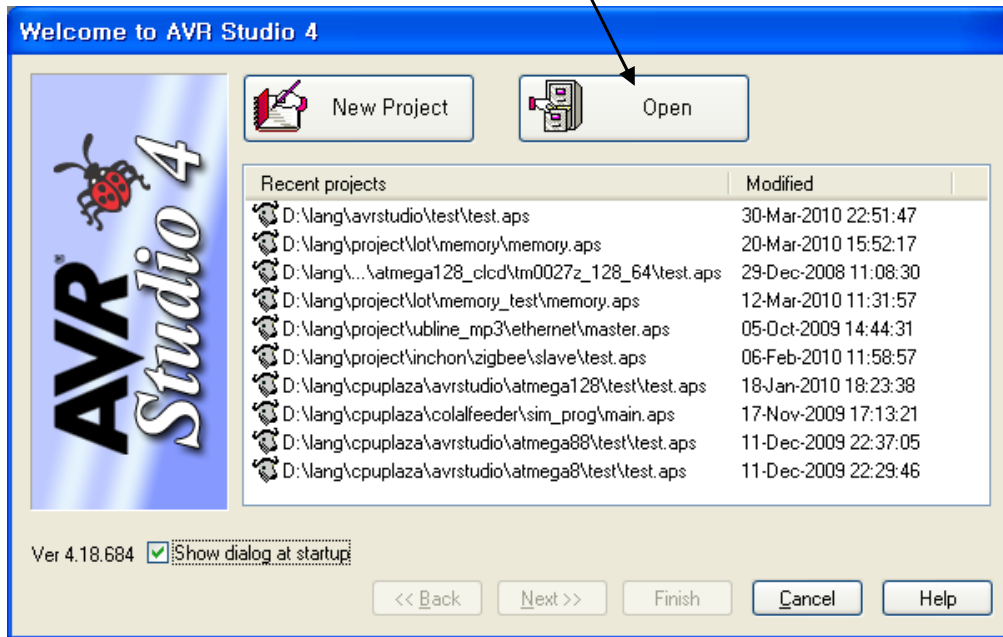 Welcome to AVR Studio 4
New Project
Open
AVR®
Studio 4
Recent projects Modified
D:\lang\avrstudio\test\test.aps 30-Mar-2010 22:51:47
D:\lang\project\lot\memory\memory.aps 20-Mar-2010 15:52:17
D:\lang\...\atmega128_clcd\tm0027z_128_64\test.aps 29-Dec-2008 11:08:30
D:\lang\project\lot\memory_test\memory.aps 12-Mar-2010 11:31:57
D:\lang\project\ubline_mp3\ethernet\master.aps 05-Oct-2009 14:44:31
D:\lang\project\inchon\zigbee\slave\test.aps 06-Feb-2010 11:58:57
D:\lang\cpuplaza\avrstudio\atmega128\test\test.aps 18-Jan-2010 18:23:38
D:\lang\cpuplaza\colalfeeder\sim_prog\main.aps 17-Nov-2009 17:13:21
D:\lang\cpuplaza\avrstudio\atmega88\test\test.aps 11-Dec-2009 22:37:05
D:\lang\cpuplaza\avrstudio\atmega8\test\test.aps 11-Dec-2009 22:29:46
Ver 4.18.684 Show dialog at startup
<< Back Next >> Finish Cancel Help